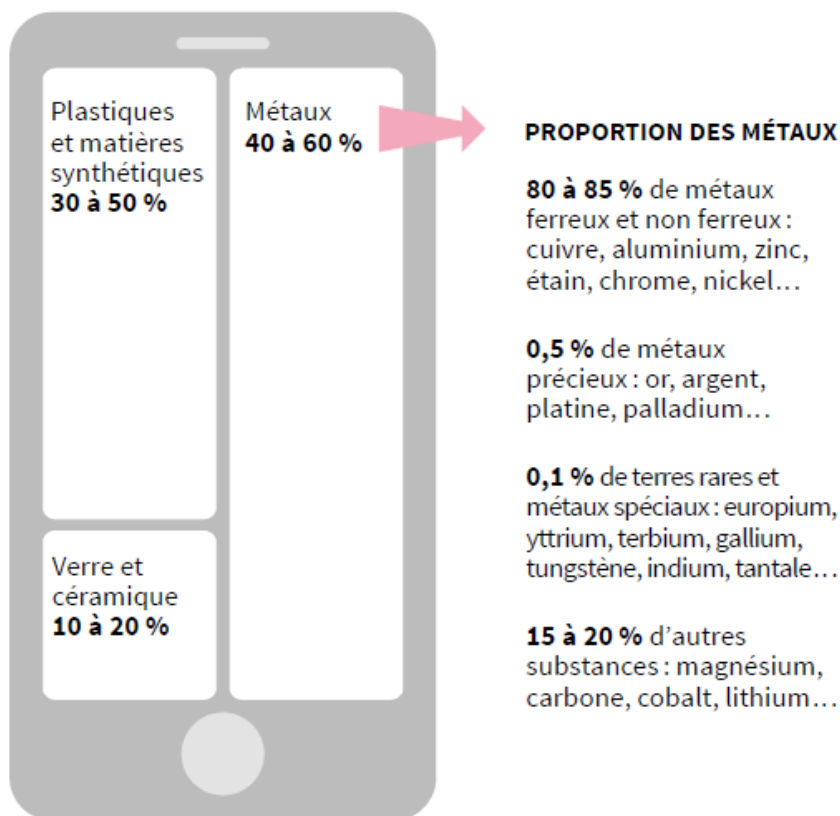 Plastiques
et matières
synthétiques
30 à 50 %
Métaux
40 à 60 %
Verre et
céramique
10 à 20 %
PROPORTION DES MÉTAUX
80 à 85 % de métaux
ferreux et non ferreux :
cuivre, aluminium, zinc,
étain, chrome, nickel…
0,5 % de métaux
précieux : or, argent,
platine, palladium…
0,1 % de terres rares et
métaux spéciaux : europium,
yttrium, terbium, gallium,
tungstène, indium, tantale…
15 à 20 % d’autres
substances : magnésium,
carbone, cobalt, lithium…